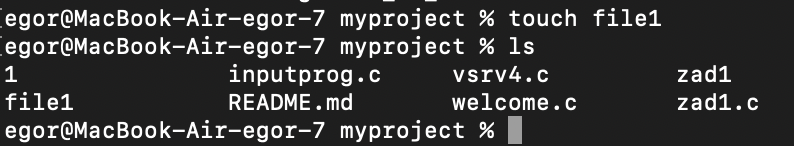 [egor@MacBook-Air-egor-7 myproject % touch file1
[egor@MacBook-Air-egor-7 myproject % ls
1 inputprog.c vsrv4.c zad1
file1 README.md welcome.c zad1.c
egor@MacBook-Air-egor-7 myproject %